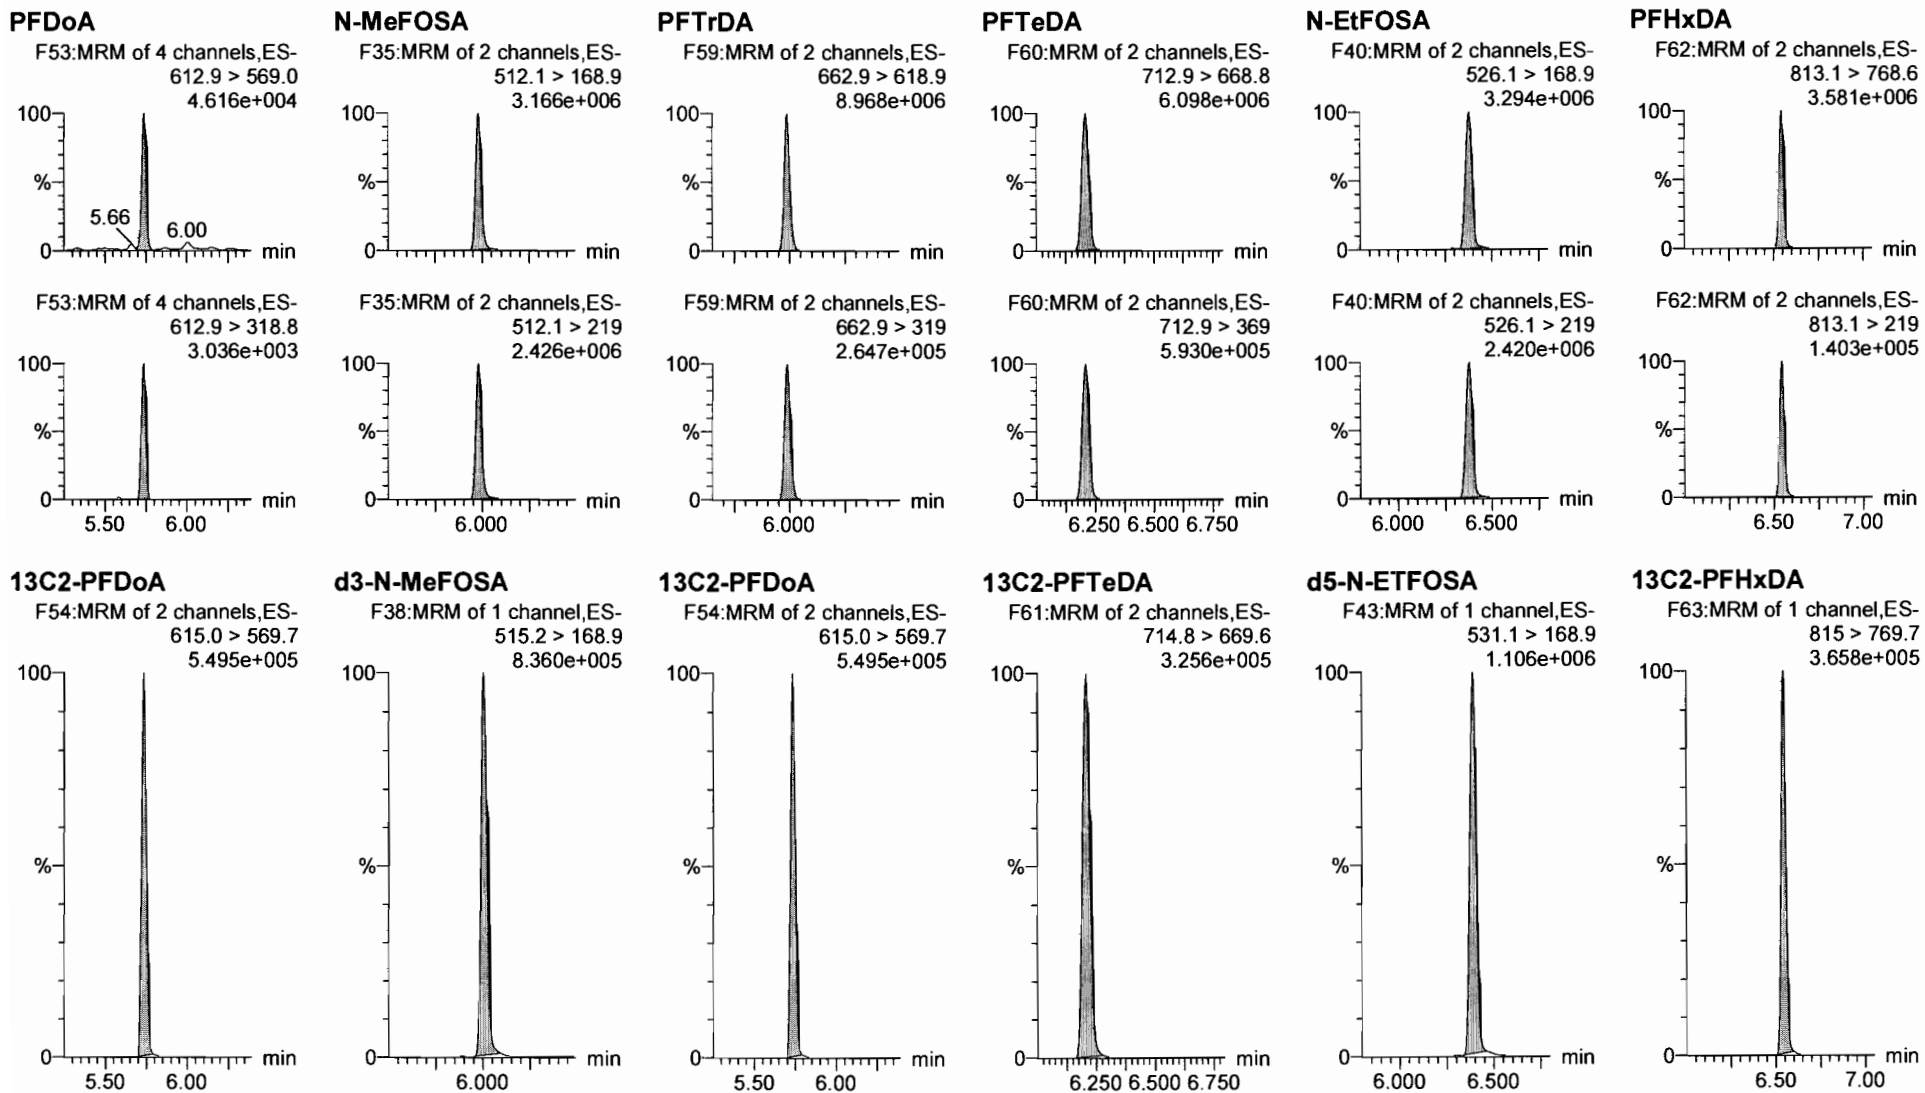 PFDoA
F53:MRM of 4 channels,ES-
612.9 > 569.0
4.616e+004
100
%
5.66
6.00
0
min
F53:MRM of 4 channels,ES-
612.9 > 318.8
3.036e+003
100
%
0
min
5.50 6.00
N-MeFOSA
F35:MRM of 2 channels,ES-
512.1 > 168.9
3.166e+006
100
%
0
min
F35:MRM of 2 channels,ES-
512.1 > 219
2.426e+006
100
%
0
min
6.000
PFTrDA
F59:MRM of 2 channels,ES-
662.9 > 618.9
8.968e+006
100
%
0
min
F59:MRM of 2 channels,ES-
662.9 > 319
2.647e+005
100
%
0
min
6.000
PFTeDA
F60:MRM of 2 channels,ES-
712.9 > 668.8
6.098e+006
100
%
0
min
F60:MRM of 2 channels,ES-
712.9 > 369
5.930e+005
100
%
0
min
6.250 6.500 6.750
N-EtFOSA
F40:MRM of 2 channels,ES-
526.1 > 168.9
3.294e+006
100
%
0
min
F40:MRM of 2 channels,ES-
526.1 > 219
2.420e+006
100
%
0
min
6.000 6.500
PFHxDA
F62:MRM of 2 channels,ES-
813.1 > 768.6
3.581e+006
100
%
0
min
F62:MRM of 2 channels,ES-
813.1 > 219
1.403e+005
100
%
0
min
6.50 7.00
13C2-PFDoA
F54:MRM of 2 channels,ES-
615.0 > 569.7
5.495e+005
100
%
0
min
5.50 6.00
d3-N-MeFOSA
F38:MRM of 1 channel,ES-
515.2 > 168.9
8.360e+005
100
%
0
min
6.000
13C2-PFDoA
F54:MRM of 2 channels,ES-
615.0 > 569.7
5.495e+005
100
%
0
min
5.50 6.00
13C2-PFTeDA
F61:MRM of 2 channels,ES-
714.8 > 669.6
3.256e+005
100
%
0
min
6.250 6.500 6.750
d5-N-ETFOSA
F43:MRM of 1 channel,ES-
531.1 > 168.9
1.106e+006
100
%
0
min
6.000 6.500
13C2-PFHxDA
F63:MRM of 1 channel,ES-
815 > 769.7
3.658e+005
100
%
0
min
6.50 7.00